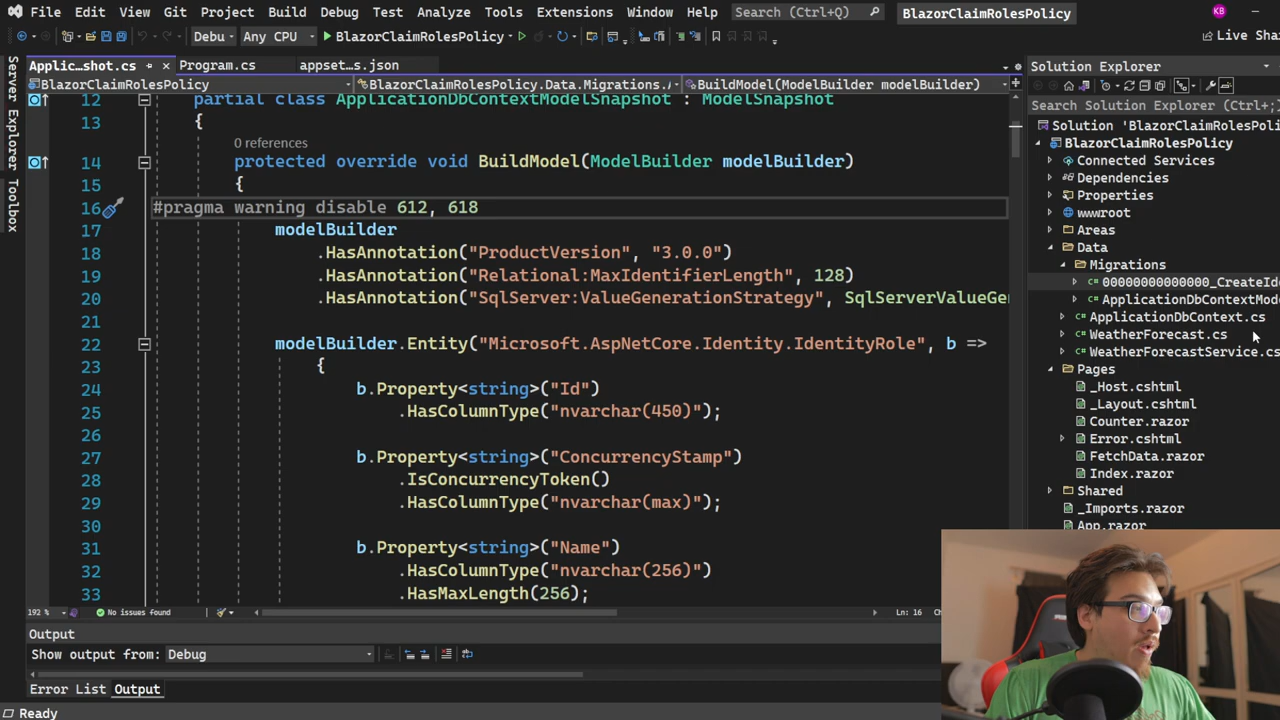 File Edit View Git Project Build Debug Test Analyze Tools Extensions Window Help Search (Ctrl+Q) BlazorClaimRolesPolicy KB
Debu Any CPU BlazorClaimRolesPolicy Live Sha
Server Explorer
Toolbox
Applic...shot.cs Program.cs appset...s.json
BlazorClaimRolesPolicy BlazorClaimRolesPolicy.Data.Migrations. BuildModel(ModelBuilder modelBuilder)
12 partial class ApplicationDbContextModelSnapshot : ModelSnapshot
13 {
0 references
14 protected override void BuildModel(ModelBuilder modelBuilder)
15 {
16 #pragma warning disable 612, 618
17 modelBuilder
18 .HasAnnotation("ProductVersion", "3.0.0")
19 .HasAnnotation("Relational:MaxIdentifierLength", 128)
20 .HasAnnotation("SqlServer:ValueGenerationStrategy", SqlServerValueGe
21
22 modelBuilder.Entity("Microsoft.AspNetCore.Identity.IdentityRole", b =>
23 {
24 b.Property<string>("Id")
25 .HasColumnType("nvarchar(450)");
26
27 b.Property<string>("ConcurrencyStamp")
28 .IsConcurrencyToken()
29 .HasColumnType("nvarchar(max)");
30
31 b.Property<string>("Name")
32 .HasColumnType("nvarchar(256)")
33 .HasMaxLength(256);
192 % No issues found Ln: 16
Output
Show output from: Debug
Error List Output
Ready
Solution Explorer
Search Solution Explorer (Ctrl+;)
Solution 'BlazorClaimRolesPoli
BlazorClaimRolesPolicy
Connected Services
Dependencies
Properties
wwwroot
Areas
Data
Migrations
00000000000000_CreateIde
ApplicationDbContextMode
ApplicationDbContext.cs
WeatherForecast.cs
WeatherForecastService.cs
Pages
_Host.cshtml
_Layout.cshtml
Counter.razor
Error.cshtml
FetchData.razor
Index.razor
Shared
_Imports.razor
App.razor